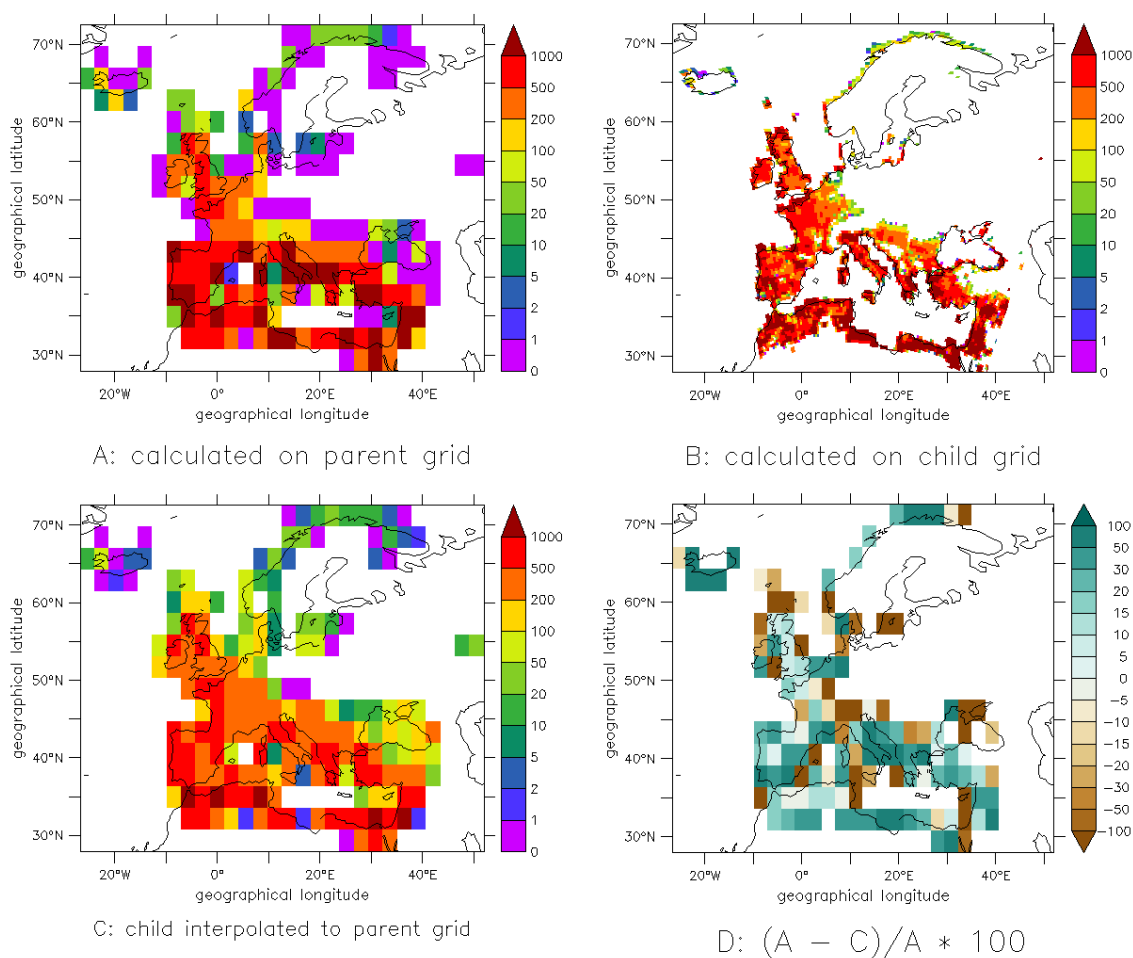 geographical latitude
70°N
60°N
50°N
40°N
30°N
20°W
0°
20°E
40°E
geographical longitude
1000
500
200
100
50
20
10
5
2
1
0
A: calculated on parent grid
geographical latitude
70°N
60°N
50°N
40°N
30°N
20°W
0°
20°E
40°E
geographical longitude
1000
500
200
100
50
20
10
5
2
1
0
B: calculated on child grid
geographical latitude
70°N
60°N
50°N
40°N
30°N
20°W
0°
20°E
40°E
geographical longitude
1000
500
200
100
50
20
10
5
2
1
0
C: child interpolated to parent grid
geographical latitude
70°N
60°N
50°N
40°N
30°N
20°W
0°
20°E
40°E
geographical longitude
100
50
30
20
15
10
5
0
−5
−10
−15
−20
−30
−50
−100
D: (A − C)/A * 100